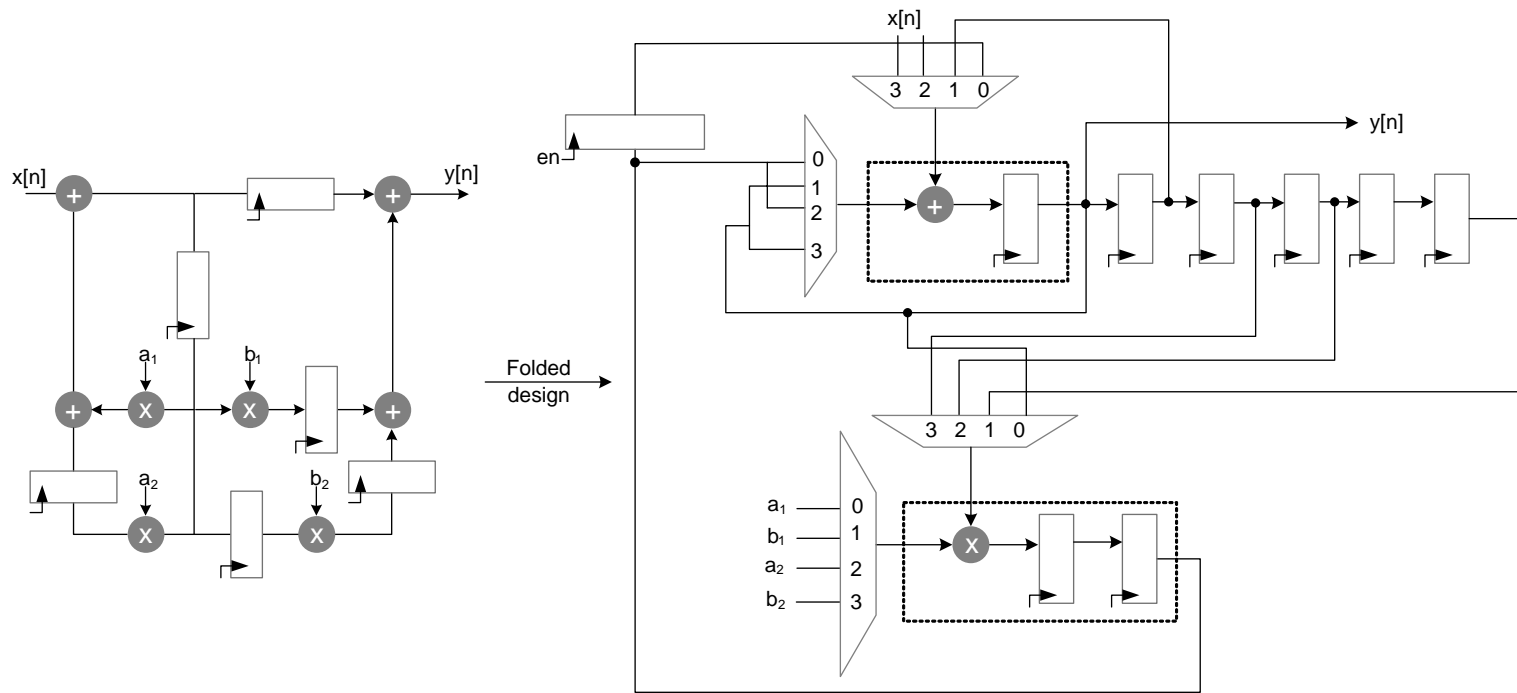 x[n]
3 2 1 0
y[n]
en
0
1
2
3
+
x[n]
+
+
y[n]
a1
b1
+
X
X
+
Folded
design
3 2 1 0
a2
b2
X
X
a1
b1
a2
b2
0
1
2
3
X